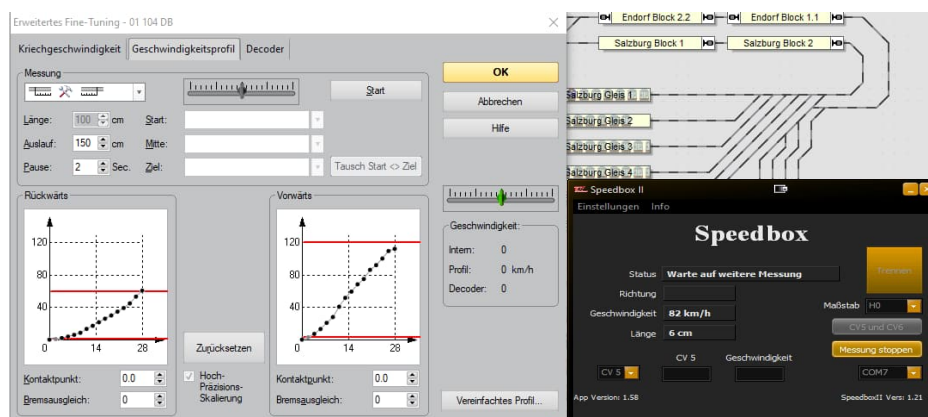 Erweitertes Fine-Tuning - 01 104 DB
Kriechgeschwindigkeit Geschwindigkeitsprofil Decoder
Messung
Start
Länge: 100 cm Start:
Auslauf: 150 cm Mitte:
Pause: 2 Sec. Ziel: Tausch Start <> Ziel
OK
Abbrechen
Hilfe
Rückwärts
120
80
40
0 14 28
Kontaktpunkt: 0.0
Bremsausgleich: 0
Zurücksetzen
Hoch-
Präzisions-
Skalierung
Vorwärts
120
80
40
0 14 28
Kontaktpunkt: 0.0
Bremsausgleich: 0
Geschwindigkeit:
Intern: 0
Profil: 0 km/h
Decoder: 0
Vereinfachtes Profil...
Endorf Block 2.2 Endorf Block 1.1
Salzburg Block 1 Salzburg Block 2
Salzburg Gleis 1
Salzburg Gleis 2
Salzburg Gleis 3
Salzburg Gleis 4
Speedbox II
Einstellungen Info
Speedbox
Status Warte auf weitere Messung
Trennen
Richtung
Maßstab H0
Geschwindigkeit 82 km/h
Länge 6 cm
CV5 und CV6
CV 5 Geschwindigkeit
Messung stoppen
CV 5
COM7
App Version: 1.58 SpeedboxII Vers: 1.21